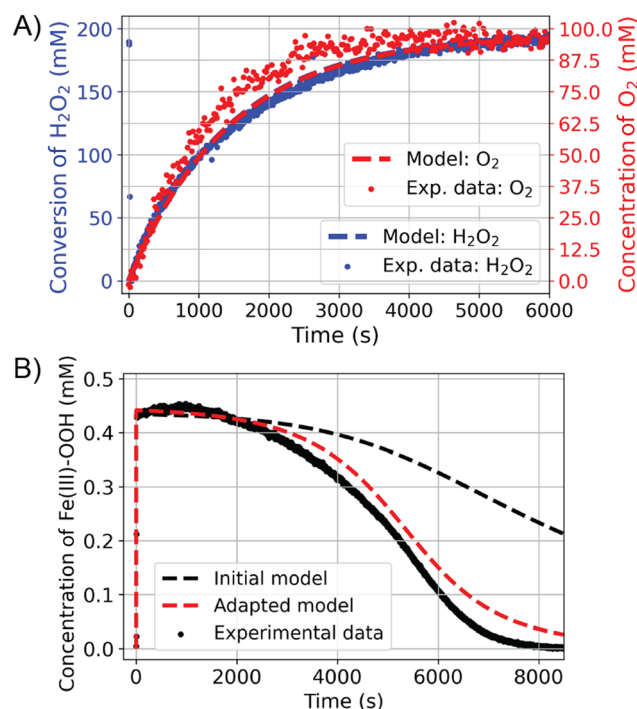 A)
Conversion of H₂O₂ (mM)
200
150
100
50
0
100.0
87.5
75.0
62.5
50.0
37.5
25.0
12.5
0.0
Concentration of O₂ (mM)
Model: O₂
Exp. data: O₂
Model: H₂O₂
Exp. data: H₂O₂
0 1000 2000 3000 4000 5000 6000
Time (s)
B)
Concentration of Fe(III)-OOH (mM)
0.5
0.4
0.3
0.2
0.1
0.0
Initial model
Adapted model
Experimental data
0 2000 4000 6000 8000
Time (s)